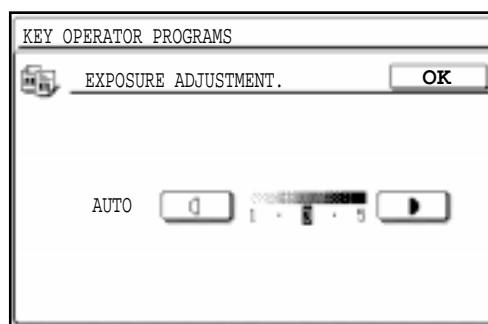 KEY OPERATOR PROGRAMS
EXPOSURE ADJUSTMENT. OK
AUTO 1 · 3 · 5